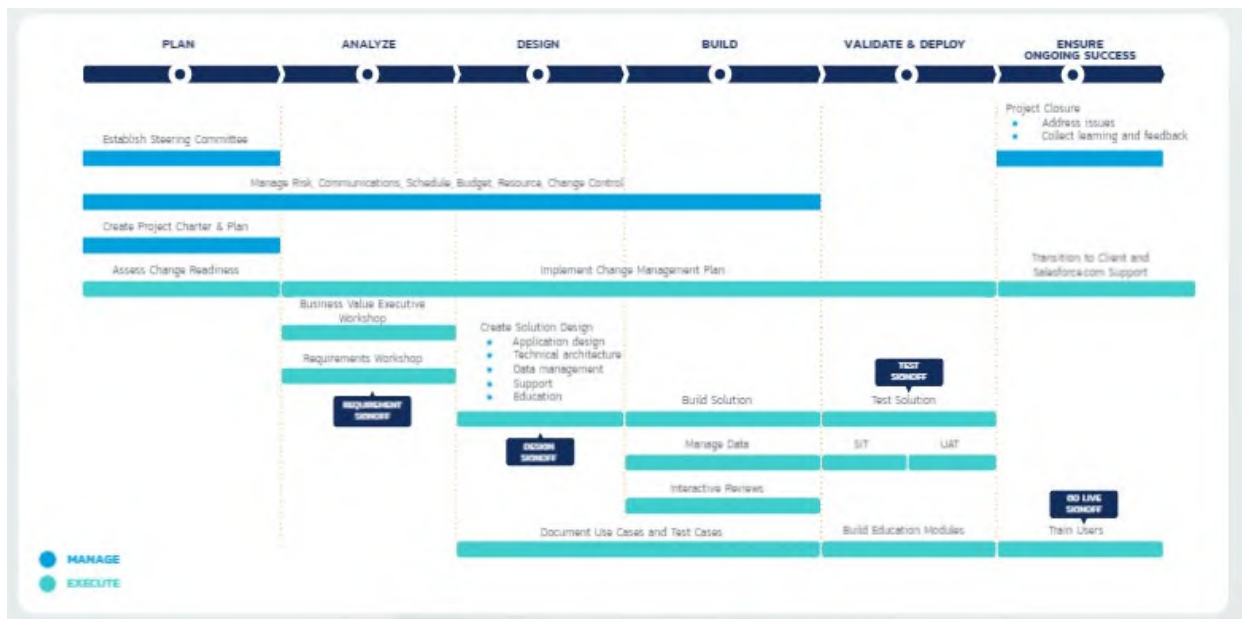 PLAN
ANALYZE
DESIGN
BUILD
VALIDATE & DEPLOY
ENSURE
ONGOING SUCCESS
Project Closure
Address issues
Collect learning and feedback
Establish Steering Committee
Manage Risk, Communications, Schedule, Budget, Resource, Change Control
Create Project Charter & Plan
Assess Change Readiness
Implement Change Management Plan
Transition to Client and
Salesforce.com Support
Business Value Executive
Workshop
Requirements Workshop
REQUIREMENT
SIGNOFF
Create Solution Design
Application design
Technical architecture
Data management
Support
Education
DESIGN
SIGNOFF
Build Solution
TEST
SIGNOFF
Test Solution
Manage Data
SIT
UAT
Interactive Reviews
GO LIVE
SIGNOFF
Document Use Cases and Test Cases
Build Education Modules
Train Users
MANAGE
EXECUTE